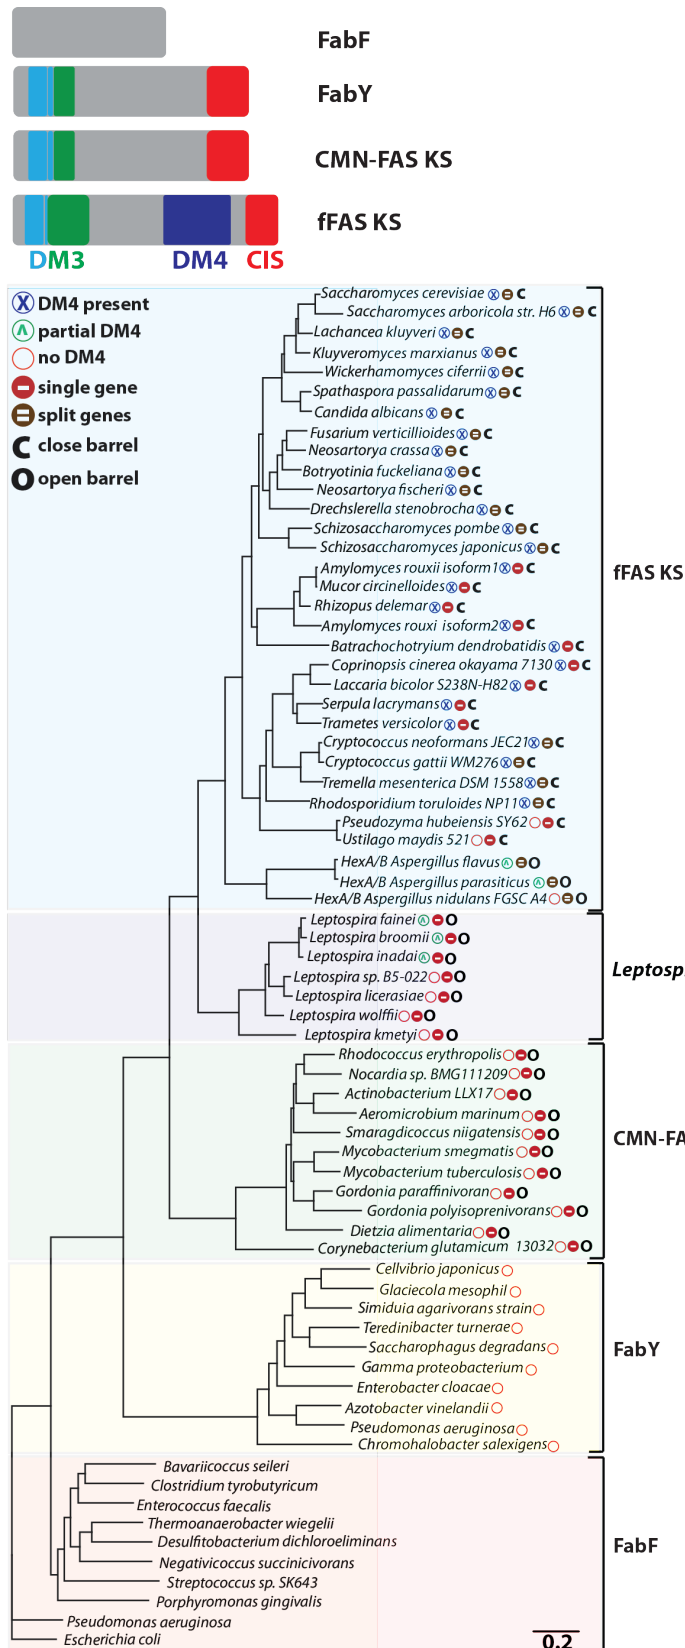 FabF
FabY
CMN-FAS KS
fFAS KS
DM3 DM4 CIS
X DM4 present
Λ partial DM4
no DM4
single gene
split genes
C close barrel
O open barrel
Saccharomyces cerevisiae X C
Saccharomyces arboricola str. H6 X C
Lachancea kluyveri X C
Kluyveromyces marxianus X C
Wickerhamomyces ciferrii X C
Spathaspora passalidarum X C
Candida albicans X C
Fusarium verticillioides X C
Neosartorya crassa X C
Botryotinia fuckeliana X C
Neosartorya fischeri X C
Drechslerella stenobrocha X C
Schizosaccharomyces pombe X C
Schizosaccharomyces japonicus X C
Amylomyces rouxii isoform1 X C
fFAS KS
Mucor circinelloides X C
Rhizopus delemar X C
Amylomyces rouxi isoform2 X C
Batrachochotryium dendrobatidis X C
Coprinopsis cinerea okayama 7130 X C
Laccaria bicolor S238N-H82 X C
Serpula lacrymans X C
Trametes versicolor X C
Cryptococcus neoformans JEC21 X C
Cryptococcus gattii WM276 X C
Tremella mesenterica DSM 1558 X C
Rhodosporidium toruloides NP11 X C
Pseudozyma hubeiensis SY62 C
Ustilago maydis 521 C
HexA/B Aspergillus flavus Λ O
HexA/B Aspergillus parasiticus Λ O
HexA/B Aspergillus nidulans FGSC A4 O
Leptospira fainei Λ O
Leptospira broomii Λ O
Leptospira inadai Λ O
Leptosp
Leptospira sp. B5-022 O
Leptospira licerasiae O
Leptospira wolffii O
Leptospira kmetyi O
Rhodococcus erythropolis O
Nocardia sp. BMG111209 O
Actinobacterium LLX17 O
Aeromicrobium marinum O
Smaragdicoccus niigatensis O
CMN-FA
Mycobacterium smegmatis O
Mycobacterium tuberculosis O
Gordonia paraffinivoran O
Gordonia polyisoprenivorans O
Dietzia alimentaria O
Corynebacterium glutamicum 13032 O
Cellvibrio japonicus
Glaciecola mesophil
Simiduia agarivorans strain
Teredinibacter turnerae
Saccharophagus degradans
FabY
Gamma proteobacterium
Enterobacter cloacae
Azotobacter vinelandii
Pseudomonas aeruginosa
Chromohalobacter salexigens
Bavariicoccus seileri
Clostridium tyrobutyricum
Enterococcus faecalis
Thermoanaerobacter wiegelii
Desulfitobacterium dichloroeliminans
FabF
Negativicoccus succinicivorans
Streptococcus sp. SK643
Porphyromonas gingivalis
Pseudomonas aeruginosa
Escherichia coli
0.2